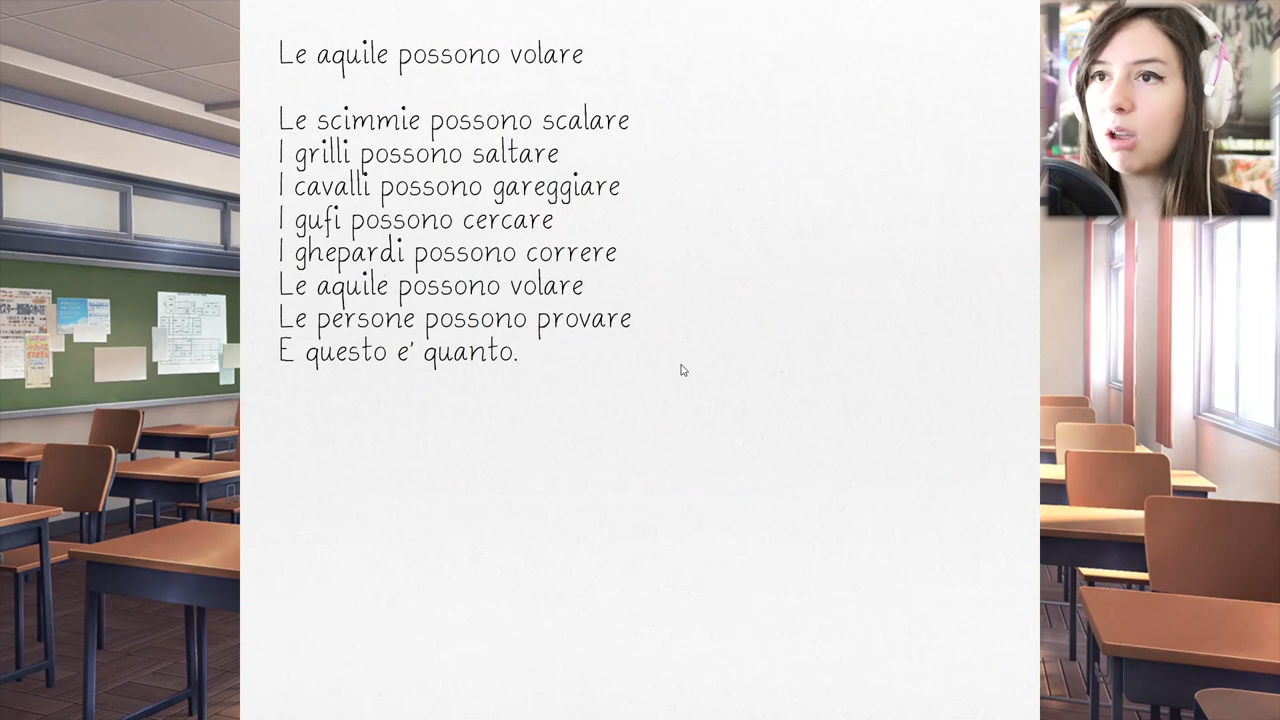 Le aquile possono volare
Le scimmie possono scalare
I grilli possono saltare
I cavalli possono gareggiare
I gufi possono cercare
I ghepardi possono correre
Le aquile possono volare
Le persone possono provare
E questo e' quanto.